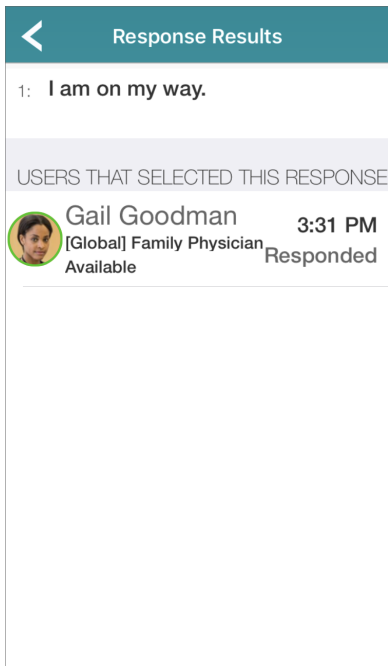 Response Results
1: I am on my way.
USERS THAT SELECTED THIS RESPONSE
Gail Goodman
3:31 PM
[Global] Family Physician
Responded
Available